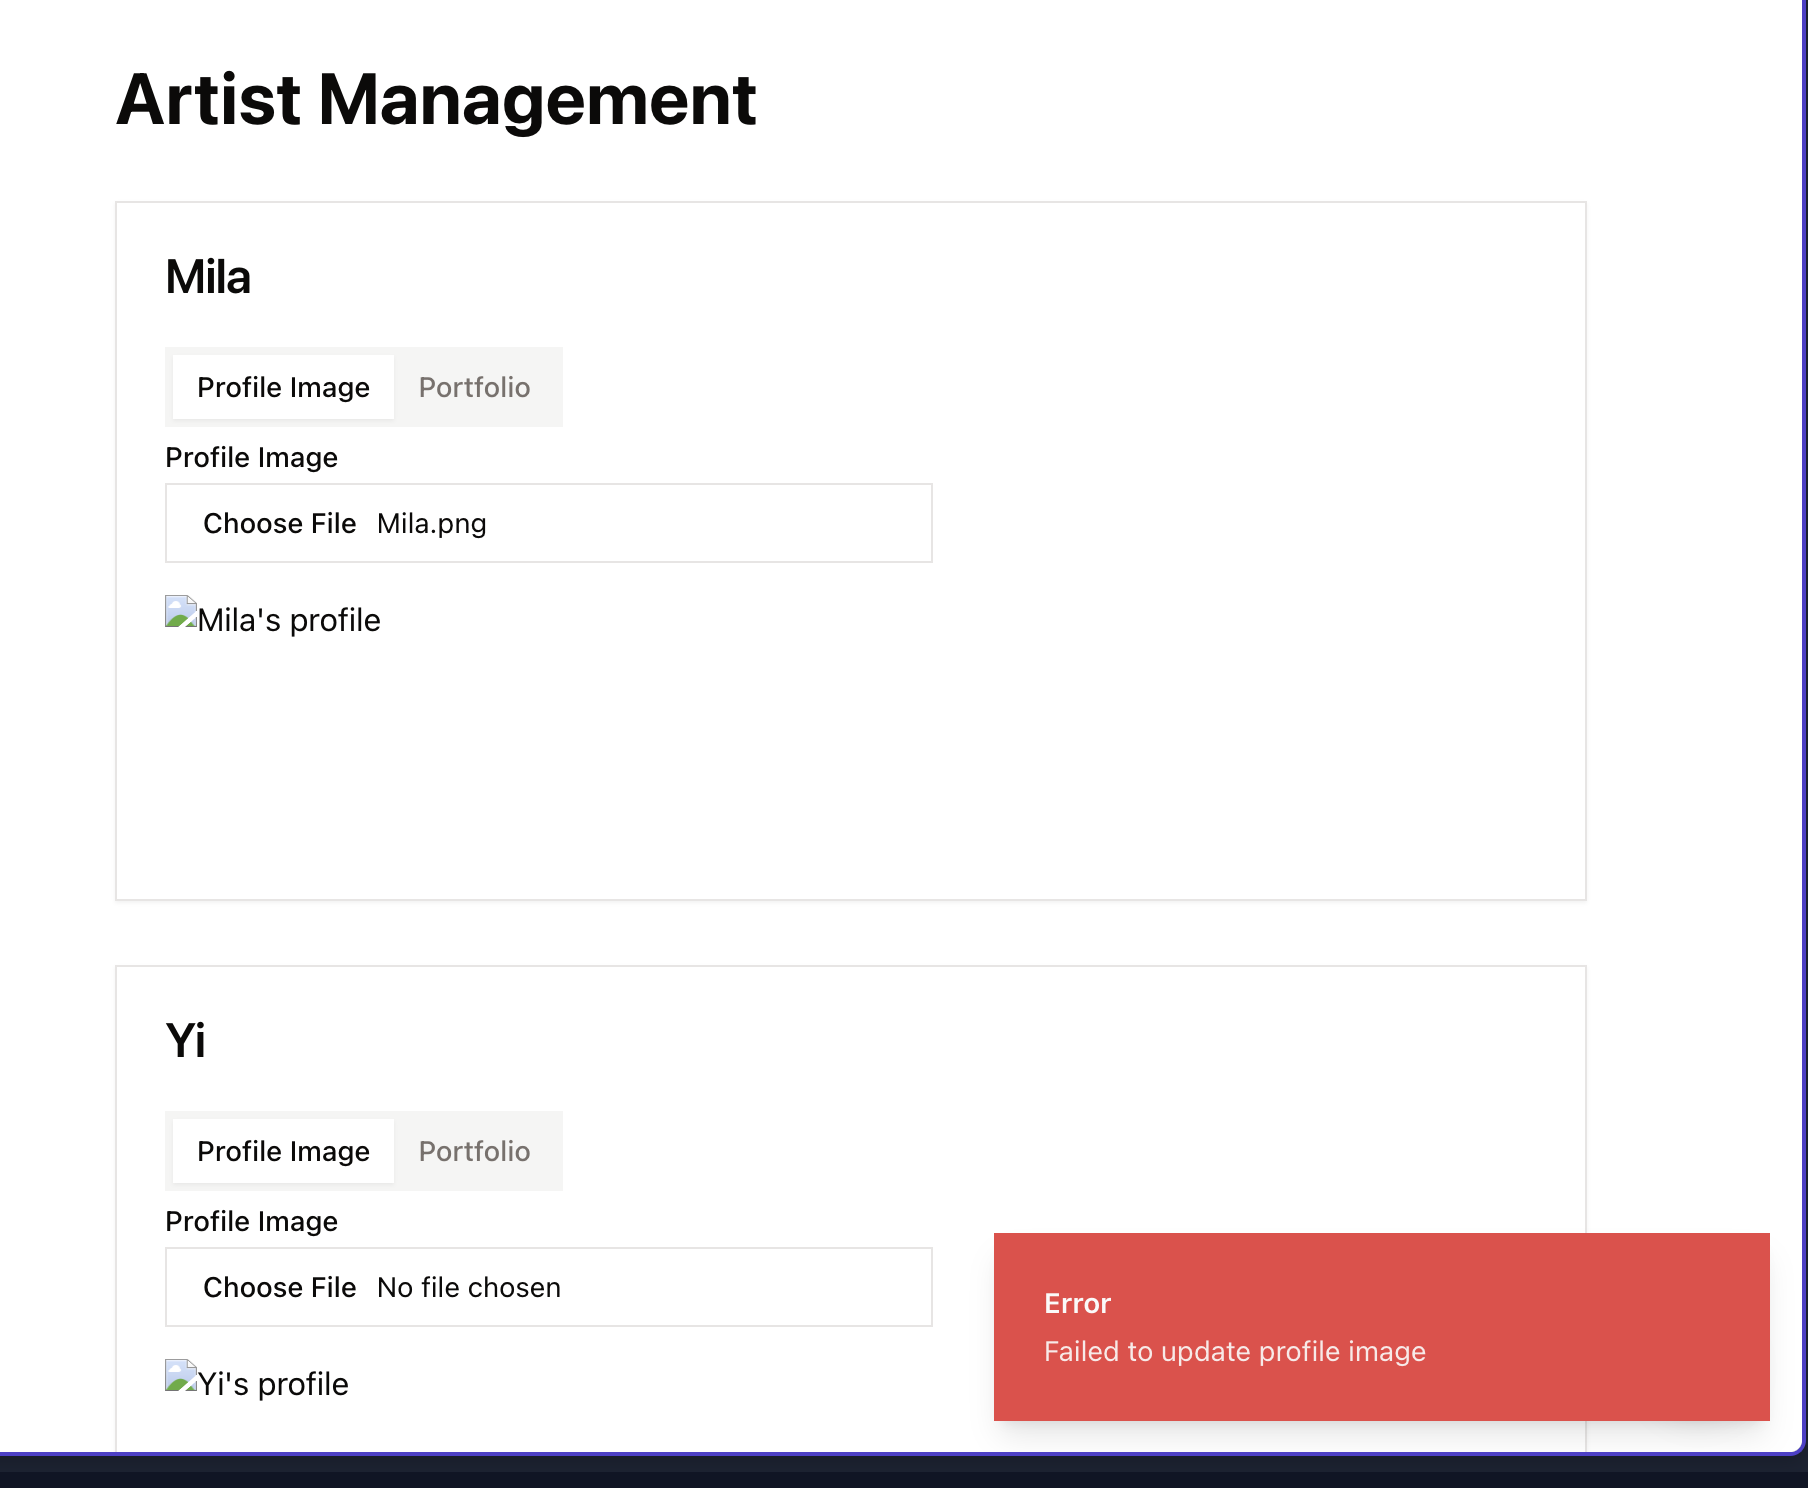 Artist Management
Mila
Profile Image Portfolio
Profile Image
Choose File Mila.png
Mila's profile
Yi
Profile Image Portfolio
Profile Image
Choose File No file chosen
Yi's profile
Error
Failed to update profile image